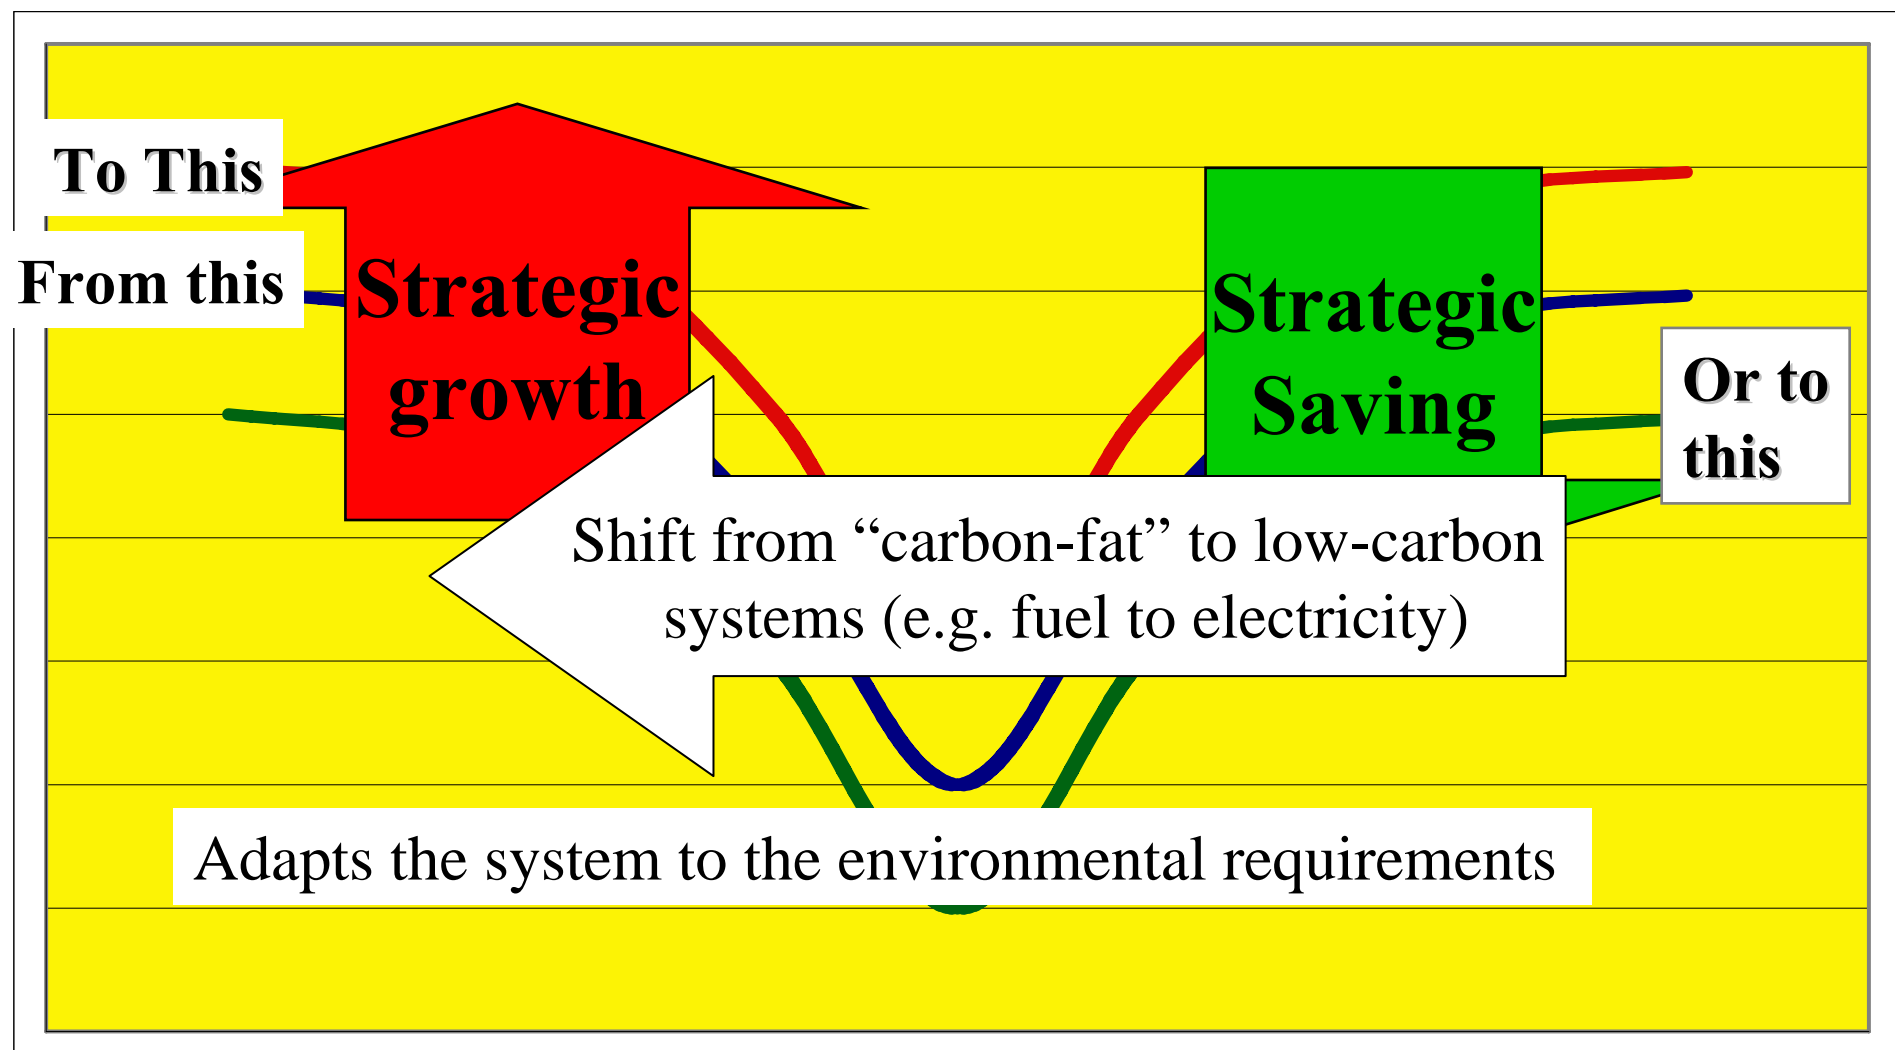 To This
From this
Strategic
growth
Strategic
Saving
Or to
this
Shift from “carbon-fat” to low-carbon
systems (e.g. fuel to electricity)
Adapts the system to the environmental requirements